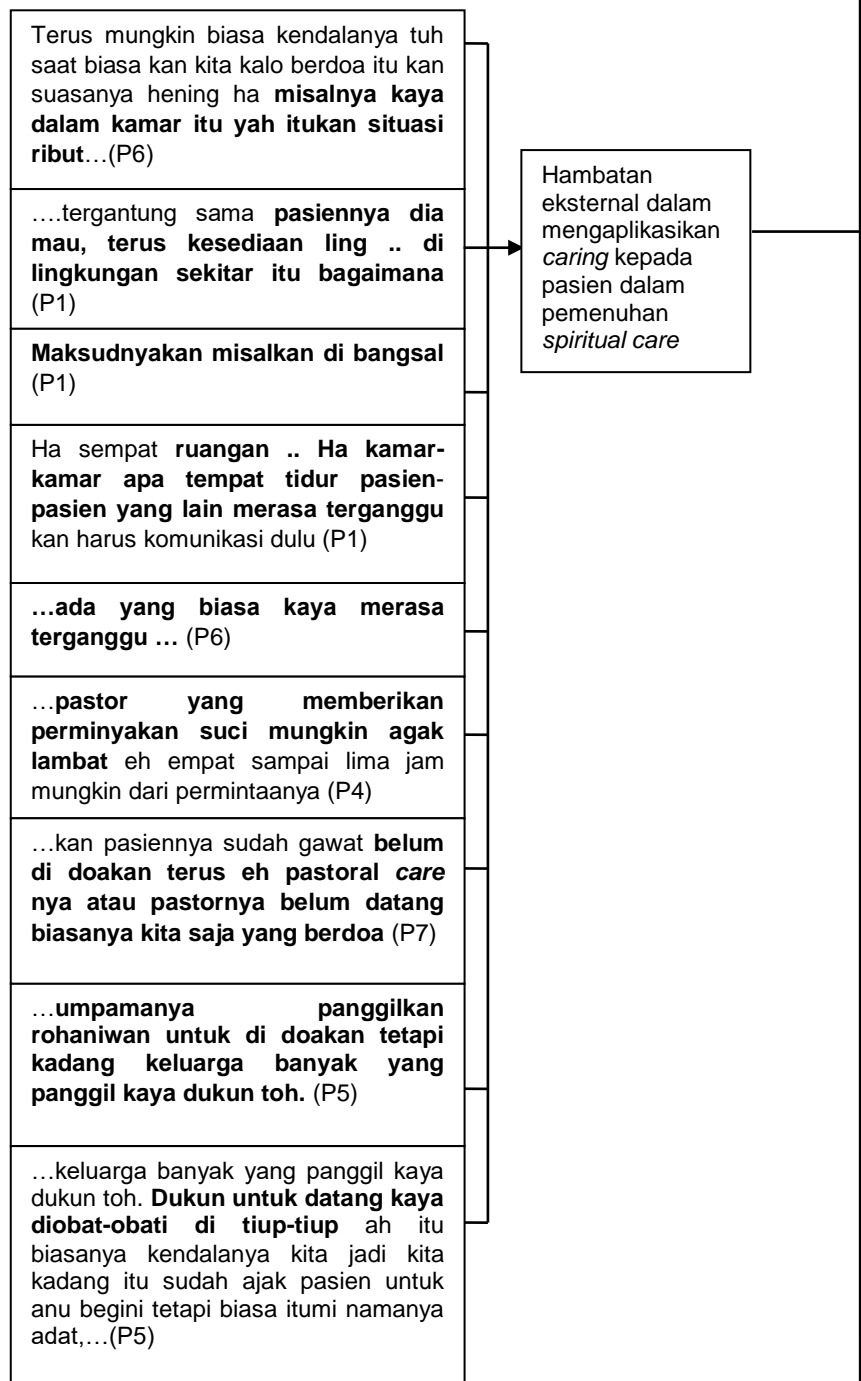 Terus mungkin biasa kendalanya tuh
saat biasa kan kita kalo berdoa itu kan
suasanya hening ha misalnya kaya
dalam kamar itu yah itukan situasi
ribut…(P6)
….tergantung sama pasiennya dia
mau, terus kesediaan ling .. di
lingkungan sekitar itu bagaimana
(P1)
Maksudnyakan misalkan di bangsal
(P1)
Ha sempat ruangan .. Ha kamar-
kamar apa tempat tidur pasien-
pasien yang lain merasa terganggu
kan harus komunikasi dulu (P1)
…ada yang biasa kaya merasa
terganggu … (P6)
…pastor yang memberikan
perminyakan suci mungkin agak
lambat eh empat sampai lima jam
mungkin dari permintaanya (P4)
…kan pasiennya sudah gawat belum
di doakan terus eh pastoral care
nya atau pastornya belum datang
biasanya kita saja yang berdoa (P7)
…umpamanya panggilkan
rohaniwan untuk di doakan tetapi
kadang keluarga banyak yang
panggil kaya dukun toh. (P5)
…keluarga banyak yang panggil kaya
dukun toh. Dukun untuk datang kaya
diobat-obati di tiup-tiup ah itu
biasanya kendalanya kita jadi kita
kadang itu sudah ajak pasien untuk
anu begini tetapi biasa itumi namanya
adat,…(P5)
Hambatan
eksternal dalam
mengaplikasikan
caring kepada
pasien dalam
pemenuhan
spiritual care